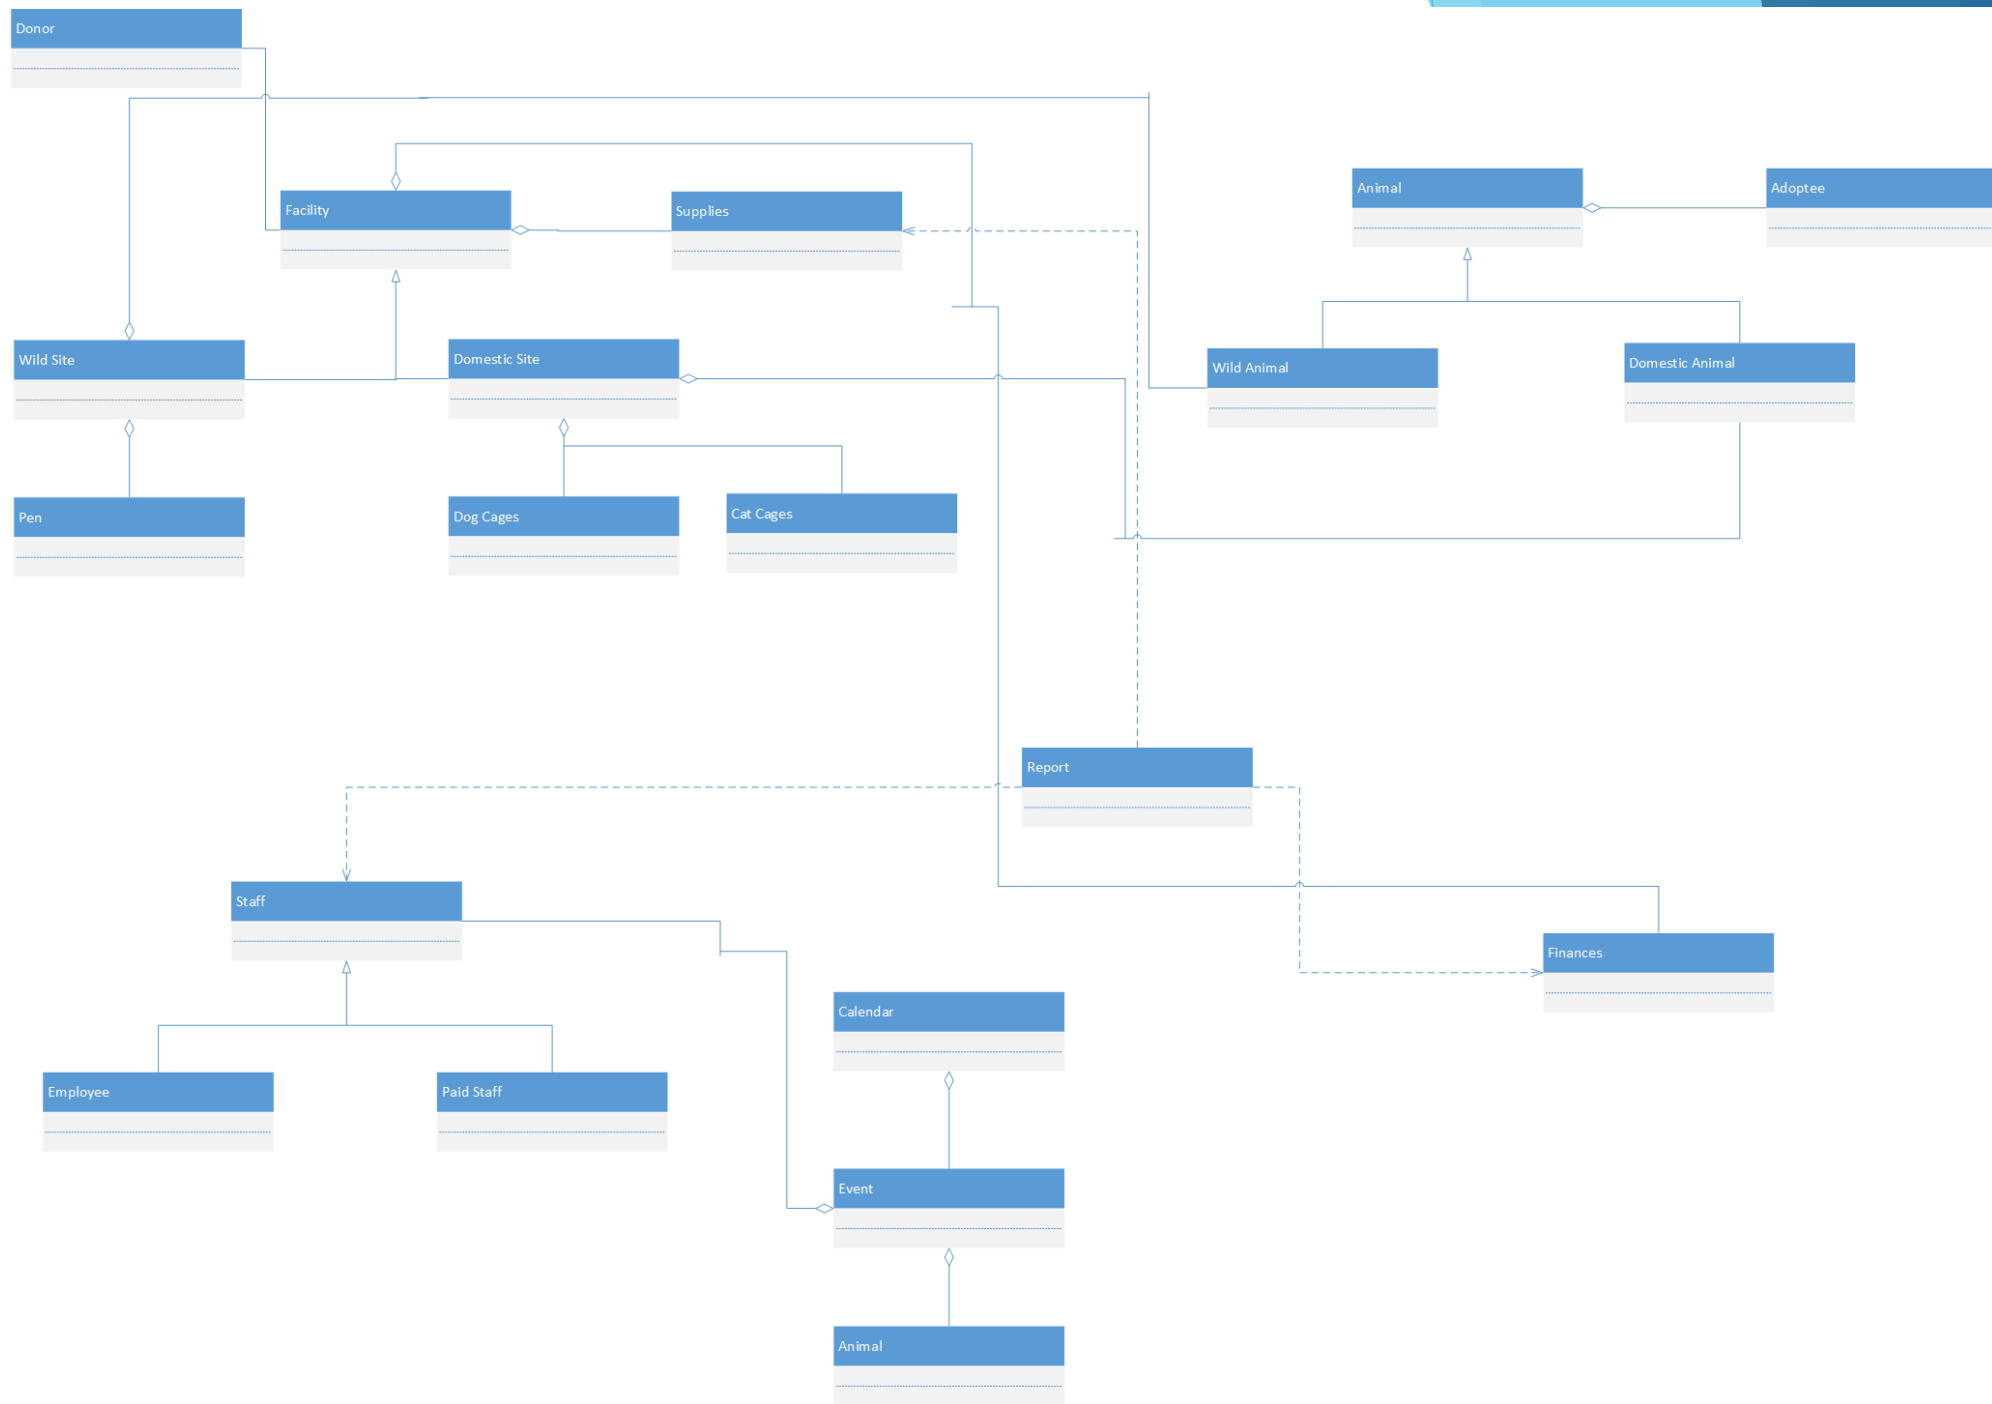 Donor
Facility
Supplies
Animal
Adoptee
Wild Site
Domestic Site
Wild Animal
Domestic Animal
Pen
Dog Cages
Cat Cages
Report
Staff
Finances
Calendar
Employee
Paid Staff
Event
Animal